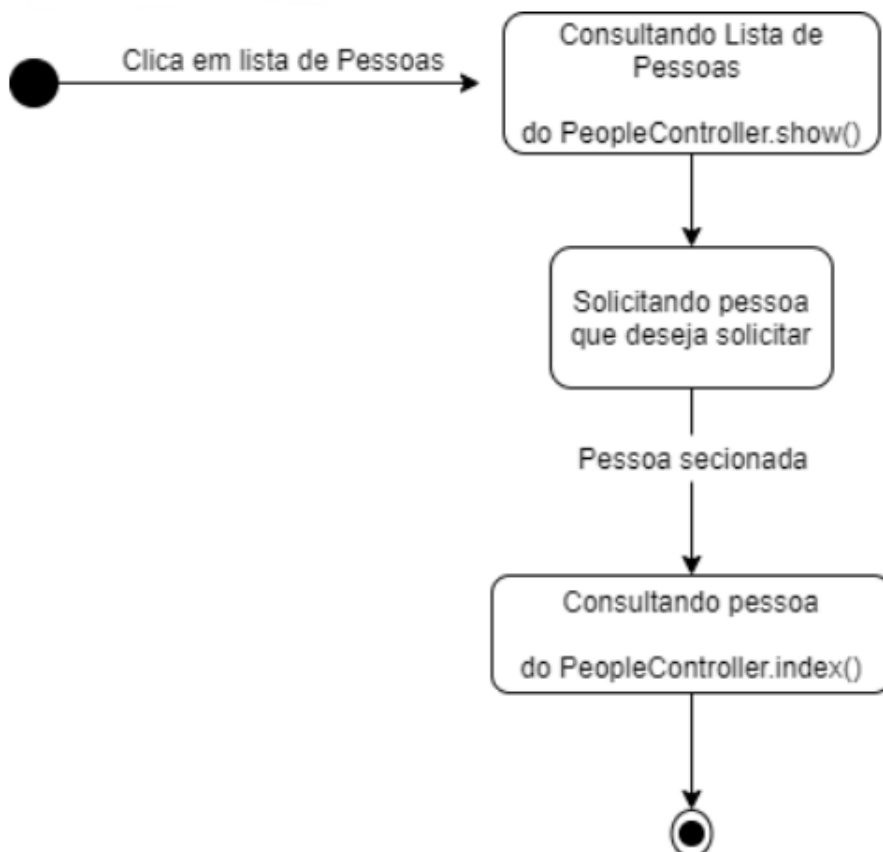 Clica em lista de Pessoas
Consultando Lista de
Pessoas
do PeopleController.show()
Solicitando pessoa
que deseja solicitar
Pessoa secionada
Consultando pessoa
do PeopleController.index()